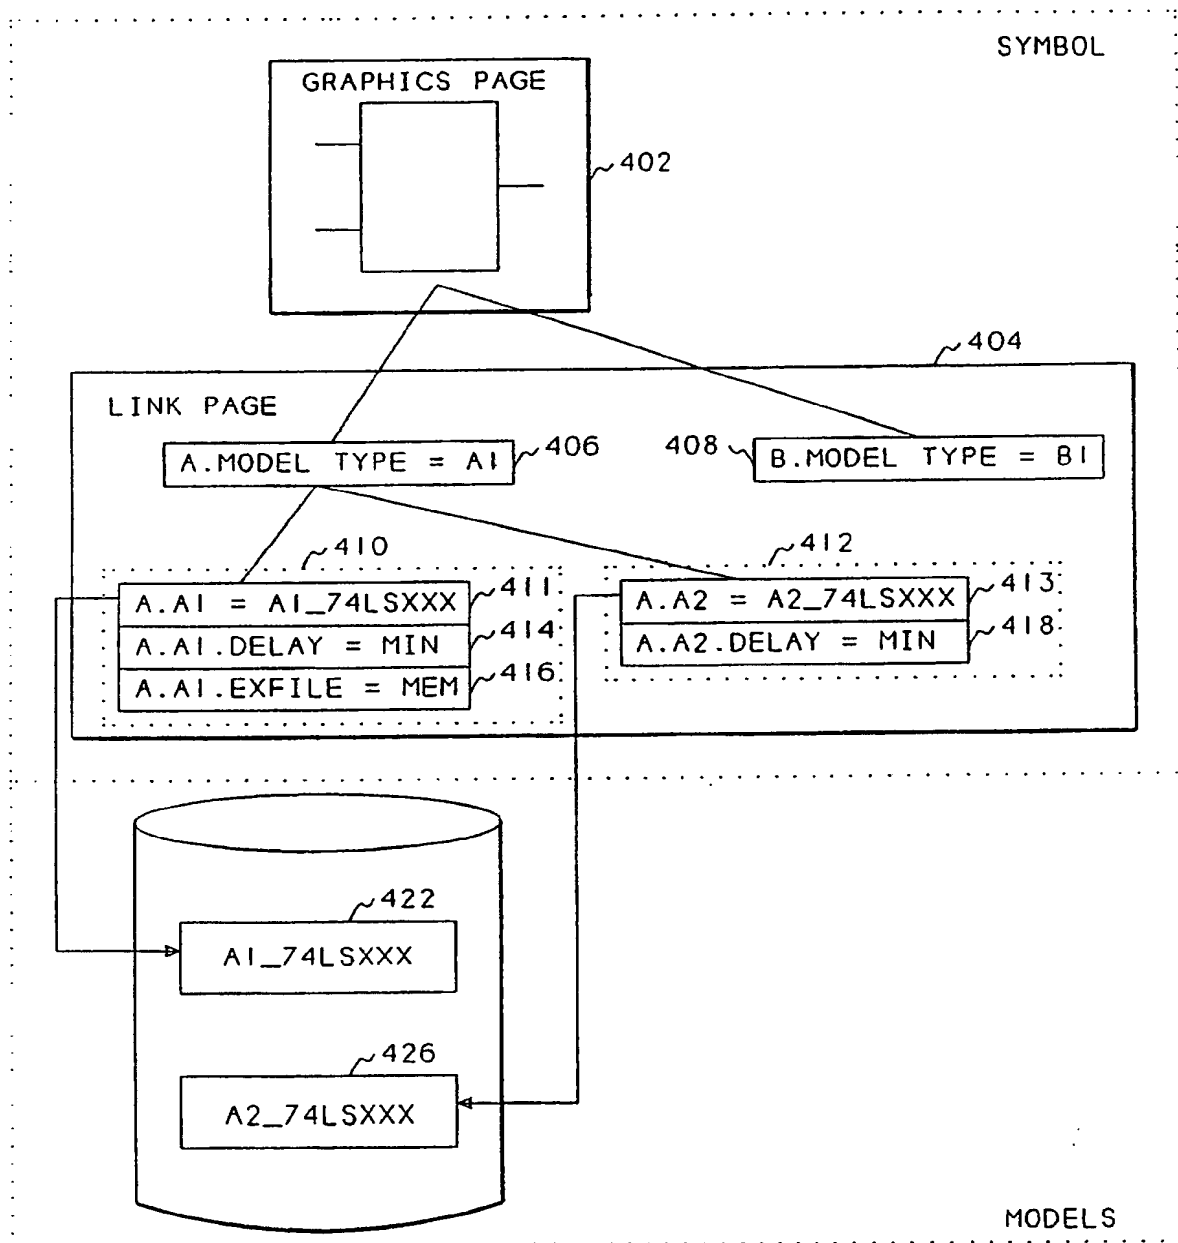 SYMBOL
GRAPHICS PAGE
402
404
LINK PAGE
A.MODEL TYPE = A1
406
408
B.MODEL TYPE = B1
410
412
A.A1 = A1_74LSXXX
411
A.A2 = A2_74LSXXX
413
A.A1.DELAY = MIN
414
A.A2.DELAY = MIN
418
A.A1.EXFILE = MEM
416
422
A1_74LSXXX
426
A2_74LSXXX
MODELS